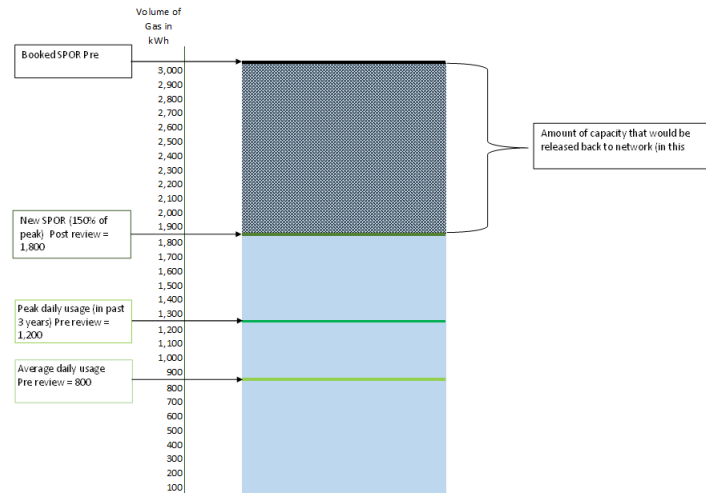 Volume of
Gas in
kWh
Booked SPOR Pre
3,000
2,900
2,800
2,700
2,600
2,500
2,400
2,300
2,200
2,100
2,000
1,900
1,800
1,700
1,600
1,500
1,400
1,300
1,200
1,100
1,000
900
800
700
600
500
400
300
200
100
Amount of capacity that would be
released back to network (in this
New SPOR (150% of
peak) Post review =
1,800
Peak daily usage (in past
3 years) Pre review =
1,200
Average daily usage
Pre review = 800